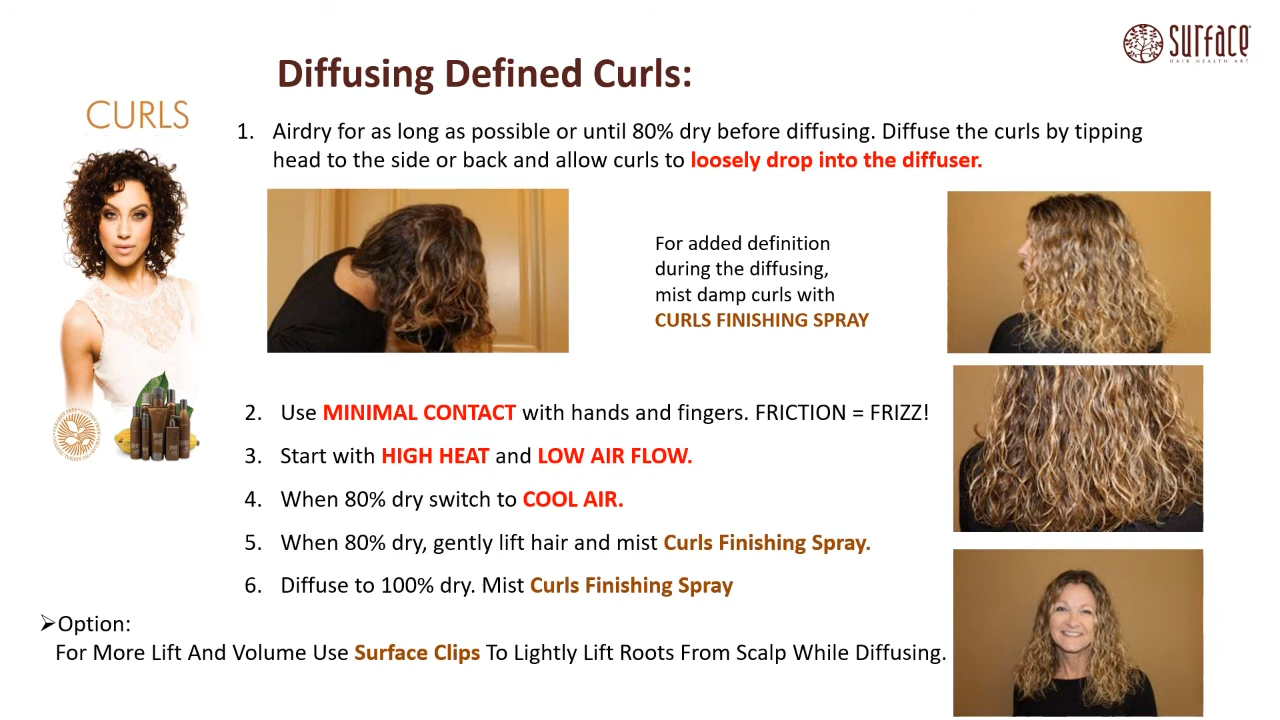 surface
HAIR HEALTH ART
Diffusing Defined Curls:
CURLS
1. Airdry for as long as possible or until 80% dry before diffusing. Diffuse the curls by tipping
head to the side or back and allow curls to loosely drop into the diffuser.
For added definition
during the diffusing,
mist damp curls with
CURLS FINISHING SPRAY
2. Use MINIMAL CONTACT with hands and fingers. FRICTION = FRIZZ!
3. Start with HIGH HEAT and LOW AIR FLOW.
4. When 80% dry switch to COOL AIR.
5. When 80% dry, gently lift hair and mist Curls Finishing Spray.
6. Diffuse to 100% dry. Mist Curls Finishing Spray
➢Option:
For More Lift And Volume Use Surface Clips To Lightly Lift Roots From Scalp While Diffusing.